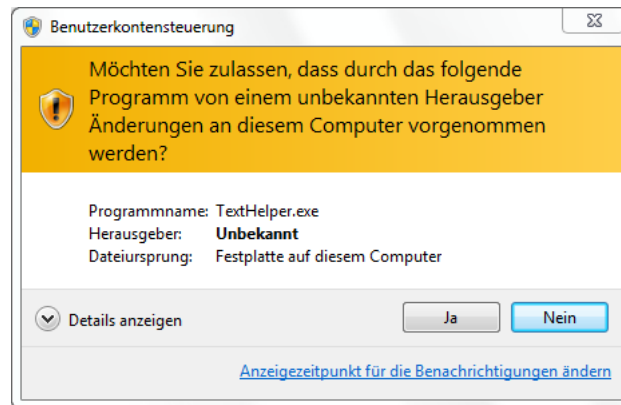 Benutzerkontensteuerung
Möchten Sie zulassen, dass durch das folgende
Programm von einem unbekannten Herausgeber
Änderungen an diesem Computer vorgenommen
werden?
Programmname: TextHelper.exe
Herausgeber: Unbekannt
Dateiursprung: Festplatte auf diesem Computer
Details anzeigen Ja Nein
Anzeigezeitpunkt für die Benachrichtigungen ändern